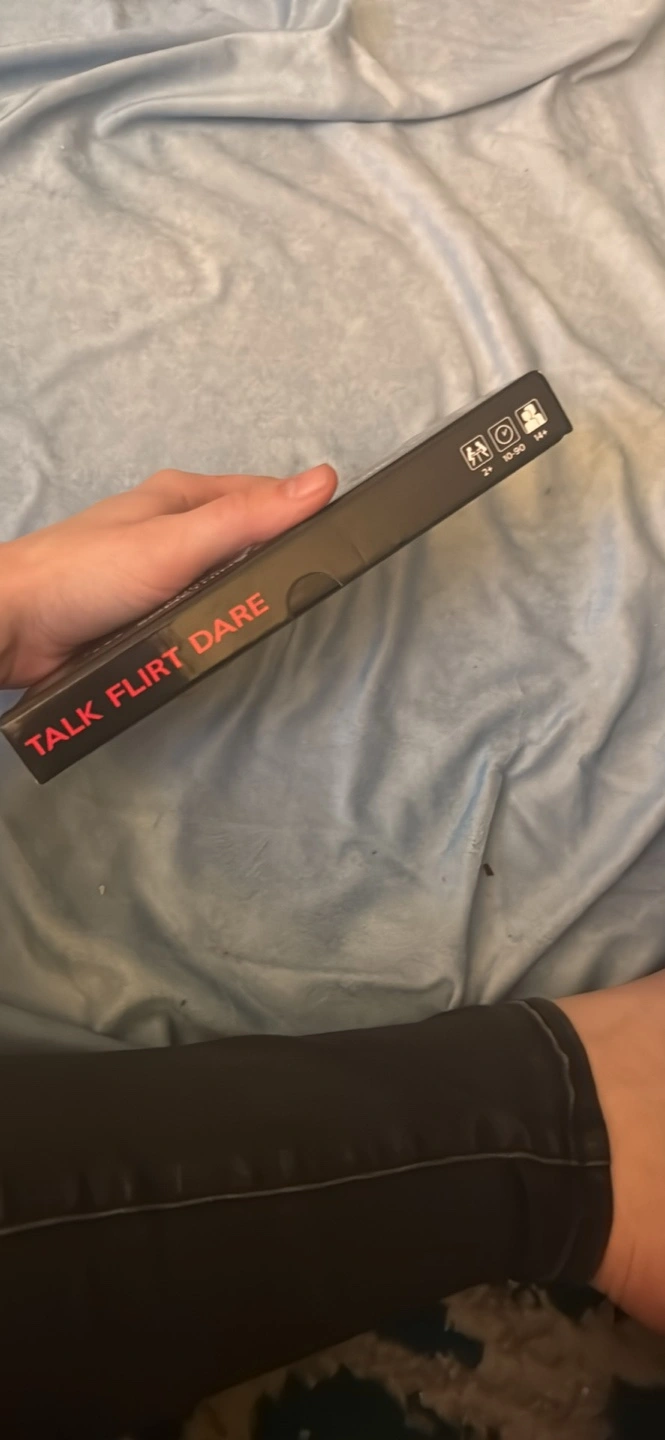 TALK FLIRT DARE
2+ 10-90 14+